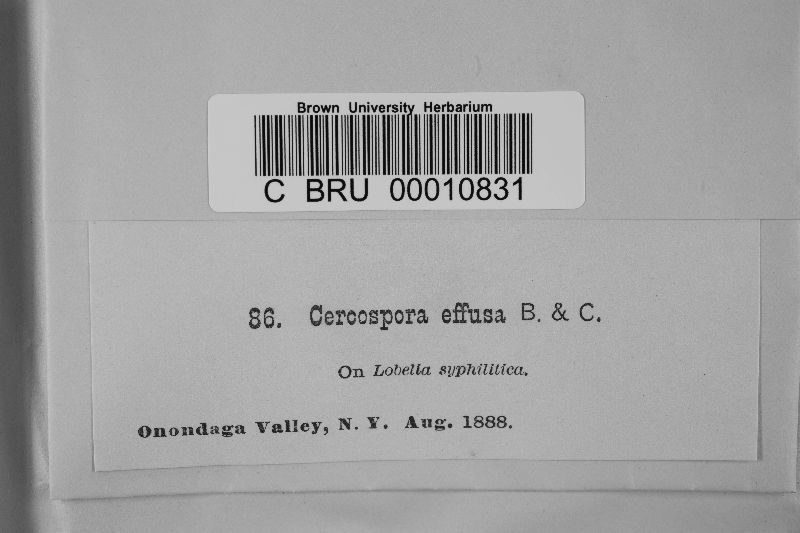 Brown University Herbarium
C BRU 00010831
86. Cercospora effusa B. & C.
On Lobelia syphilitica.
Onondaga Valley, N. Y. Aug. 1888.